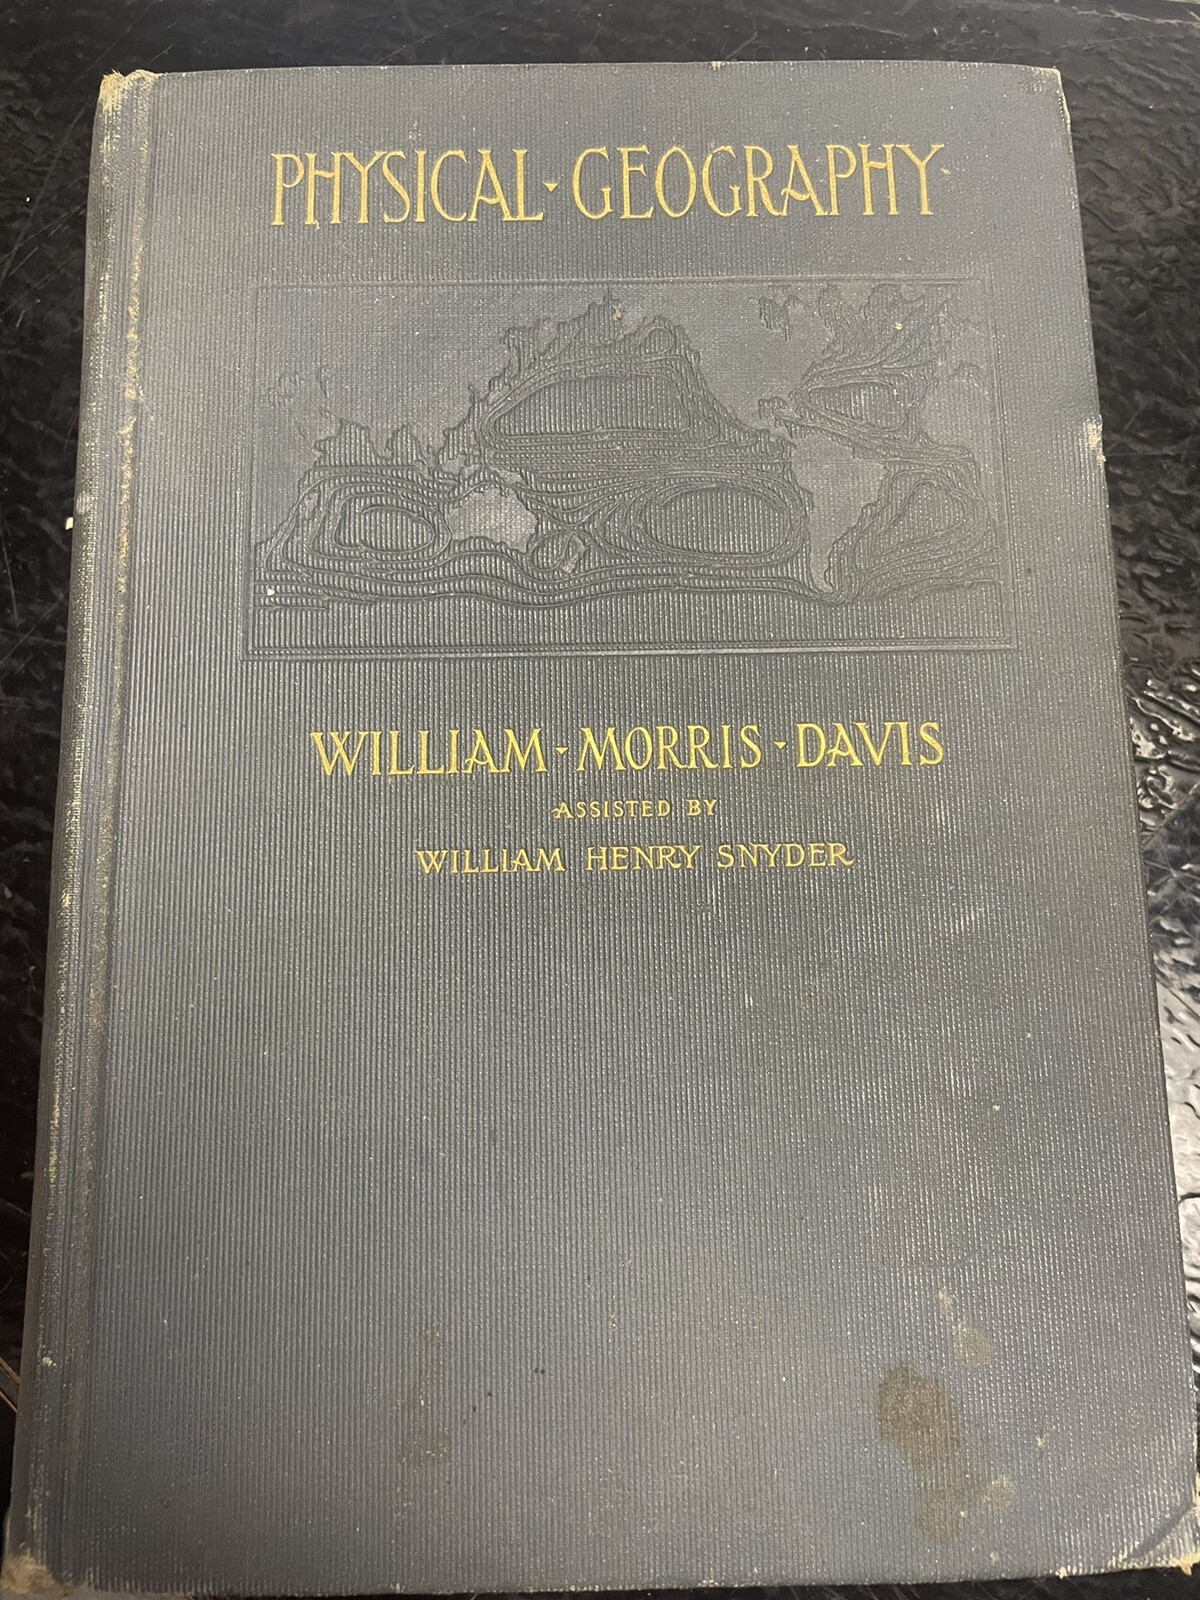 PHYSICAL · GEOGRAPHY
WILLIAM · MORRIS · DAVIS
ASSISTED BY
WILLIAM HENRY SNYDER